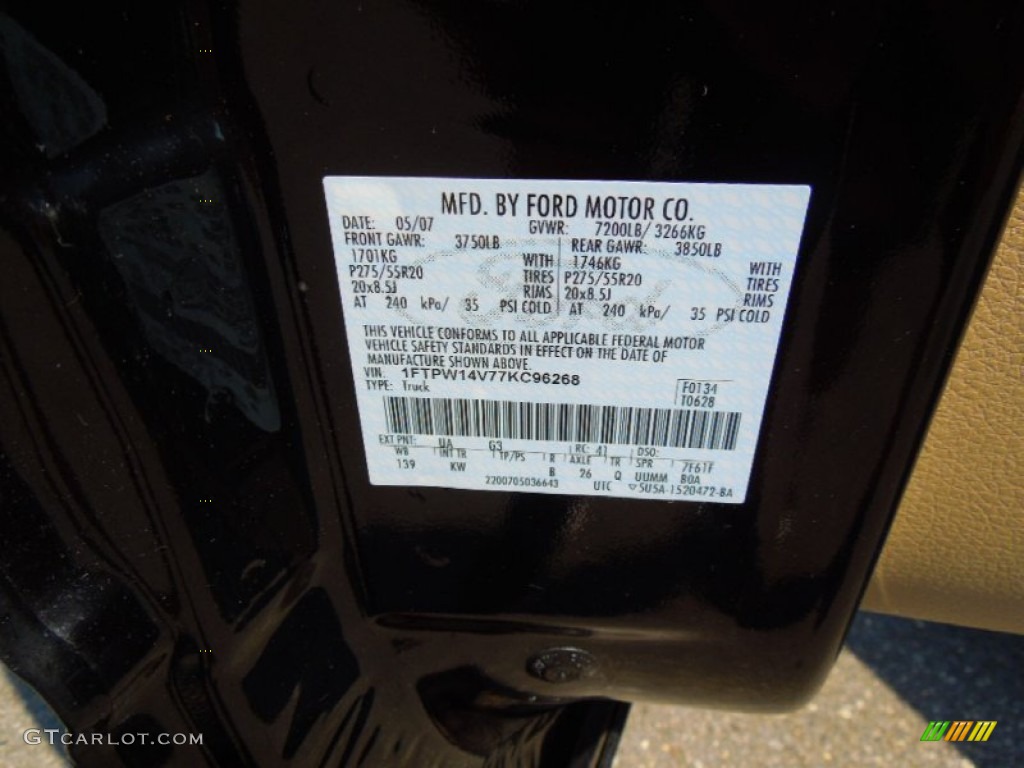 MFD. BY FORD MOTOR CO.
DATE: 05/07 GVWR: 7200LB/ 3266KG
FRONT GAWR: 3750LB REAR GAWR: 3850LB
1701KG WITH 1746KG WITH
P275/55R20 TIRES P275/55R20 TIRES
20x8.5J RIMS 20x8.5J RIMS
AT 240 kPa/ 35 PSI COLD AT 240 kPa/ 35 PSI COLD
THIS VEHICLE CONFORMS TO ALL APPLICABLE FEDERAL MOTOR
VEHICLE SAFETY STANDARDS IN EFFECT ON THE DATE OF
MANUFACTURE SHOWN ABOVE.
VIN: 1FTPW14V77KC96268
TYPE: Truck F0134
T0628
EXT PNT: UA G3 RC: 41 DSO:
WB INT TR TP/PS R AXLE TR SPR 7F61F
139 KW B 26 Q UUMM BOA
2200705036643 UTC ▽5U5A-1520472-BA
GTCARLOT.COM